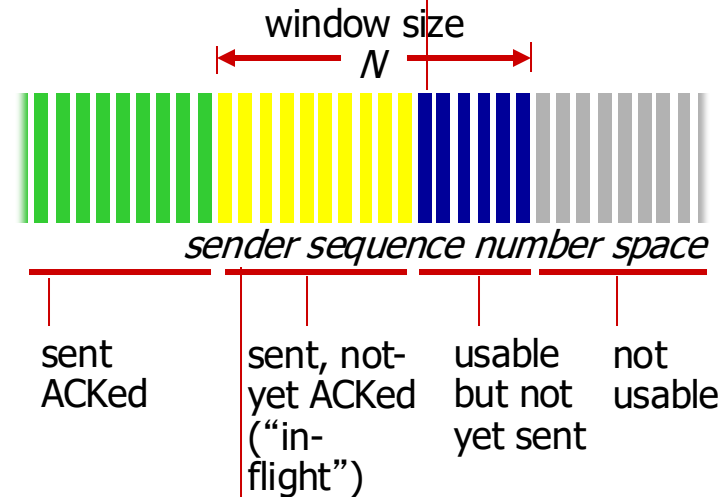 window size
N
sender sequence number space
sent
ACKed
sent, not-
yet ACKed
(“in-
flight”)
usable
but not
yet sent
not
usable